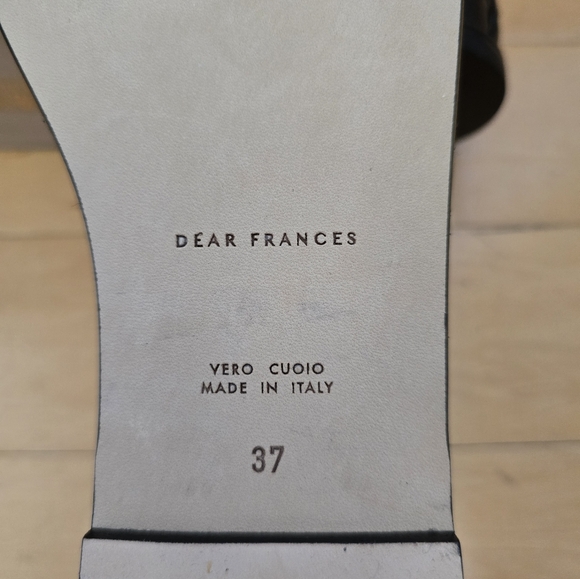 DEAR FRANCES
VERO CUOIO
MADE IN ITALY
37